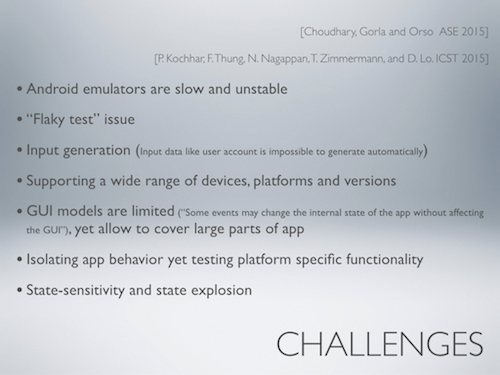 [Choudhary, Gorla and Orso ASE 2015]
[P. Kochhar, F. Thung, N. Nagappan, T. Zimmermann, and D. Lo. ICST 2015]
• Android emulators are slow and unstable
• “Flaky test” issue
• Input generation (Input data like user account is impossible to generate automatically)
• Supporting a wide range of devices, platforms and versions
• GUI models are limited (“Some events may change the internal state of the app without affecting
the GUI”), yet allow to cover large parts of app
• Isolating app behavior yet testing platform specific functionality
• State-sensitivity and state explosion
CHALLENGES